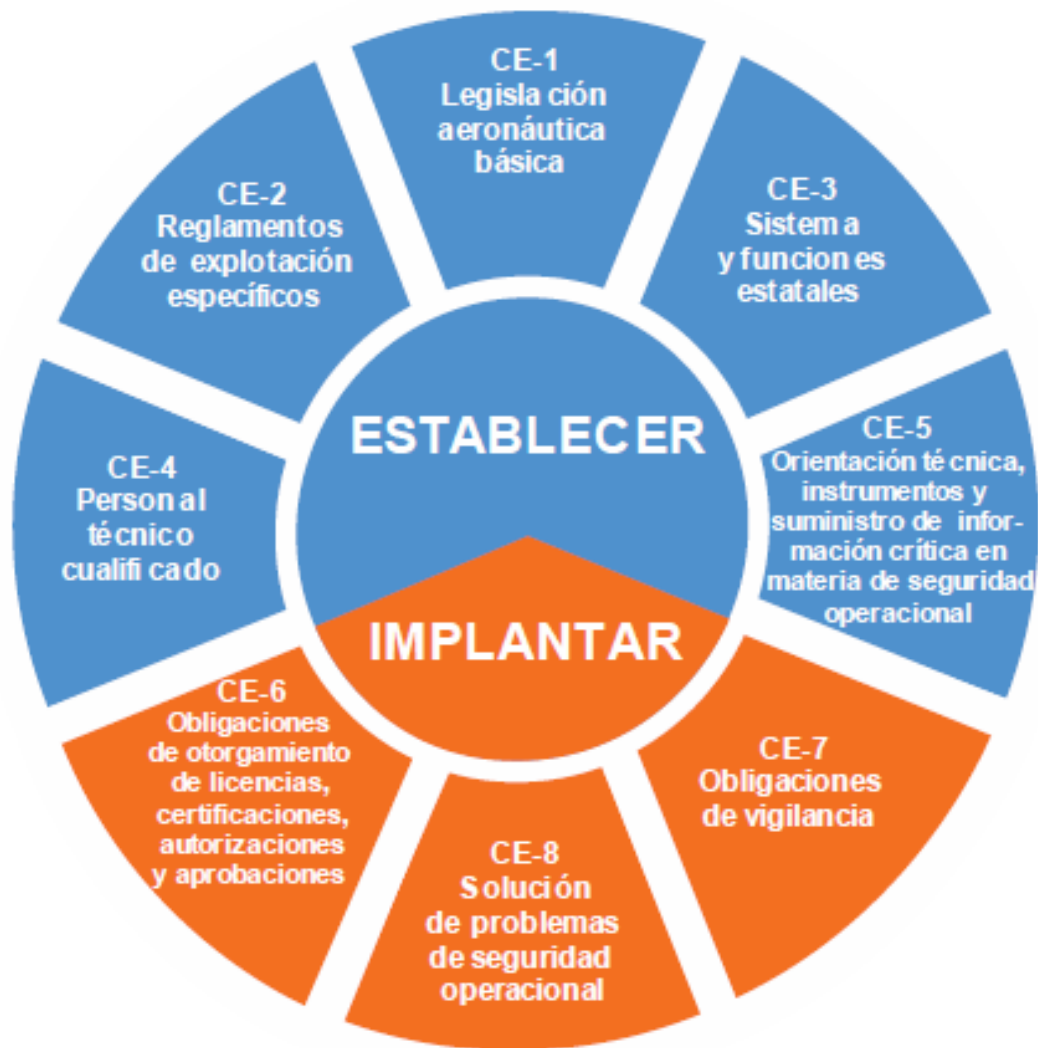 CE-1
Legislación
aeronáutica
básica
CE-2
Reglamentos
de explotación
específicos
CE-3
Sistema
y funciones
estatales
CE-4
Personal
técnico
cualificado
ESTABLECER
CE-5
Orientación técnica,
instrumentos y
suministro de infor-
mación crítica en
materia de seguridad
operacional
IMPLANTAR
CE-6
Obligaciones
de otorgamiento
de licencias,
certificaciones,
autorizaciones
y aprobaciones
CE-7
Obligaciones
de vigilancia
CE-8
Solución
de problemas
de seguridad
operacional